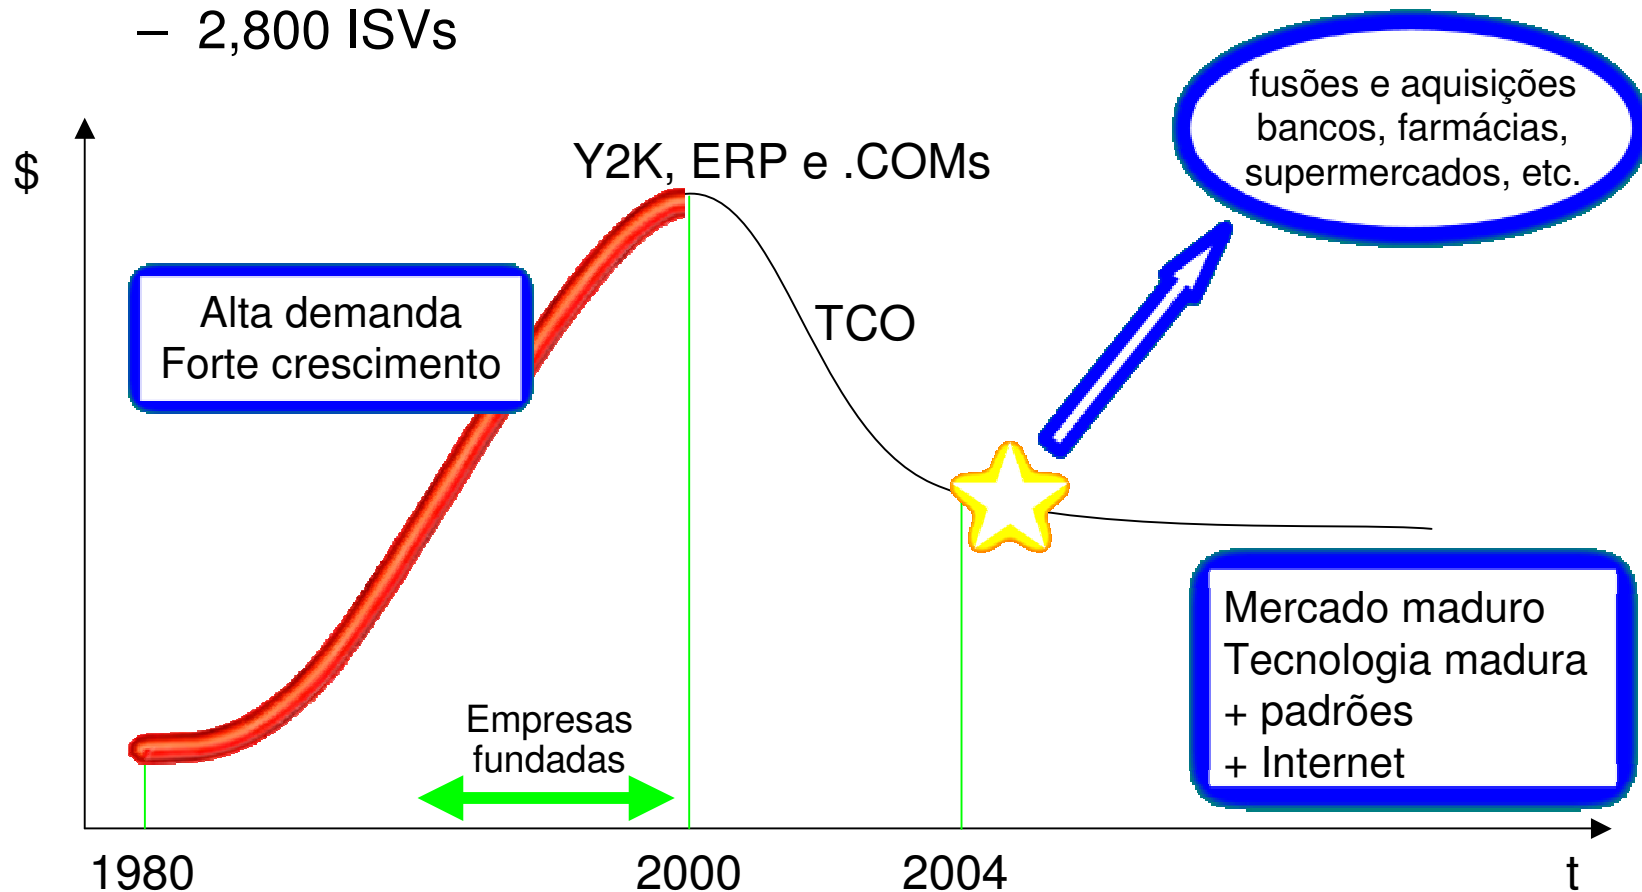 – 2,800 ISVs
fusões e aquisições
bancos, farmácias,
supermercados, etc.
$
Y2K, ERP e .COMs
Alta demanda
Forte crescimento
TCO
Mercado maduro
Tecnologia madura
+ padrões
+ Internet
Empresas
fundadas
1980
2000
2004
t